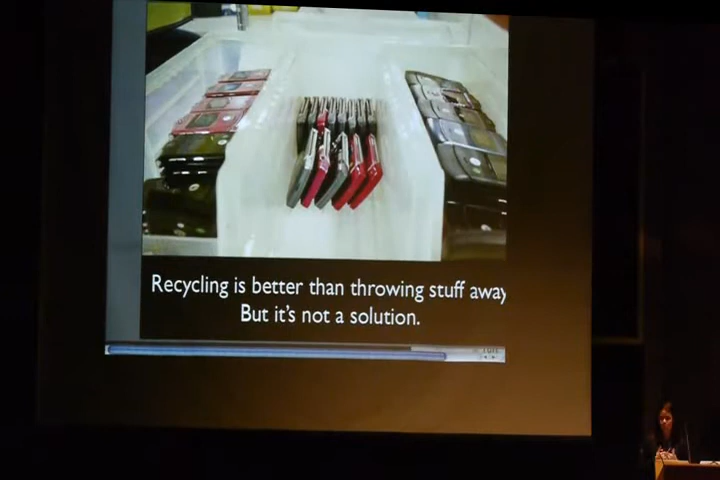 Recycling is better than throwing stuff away
But it's not a solution.